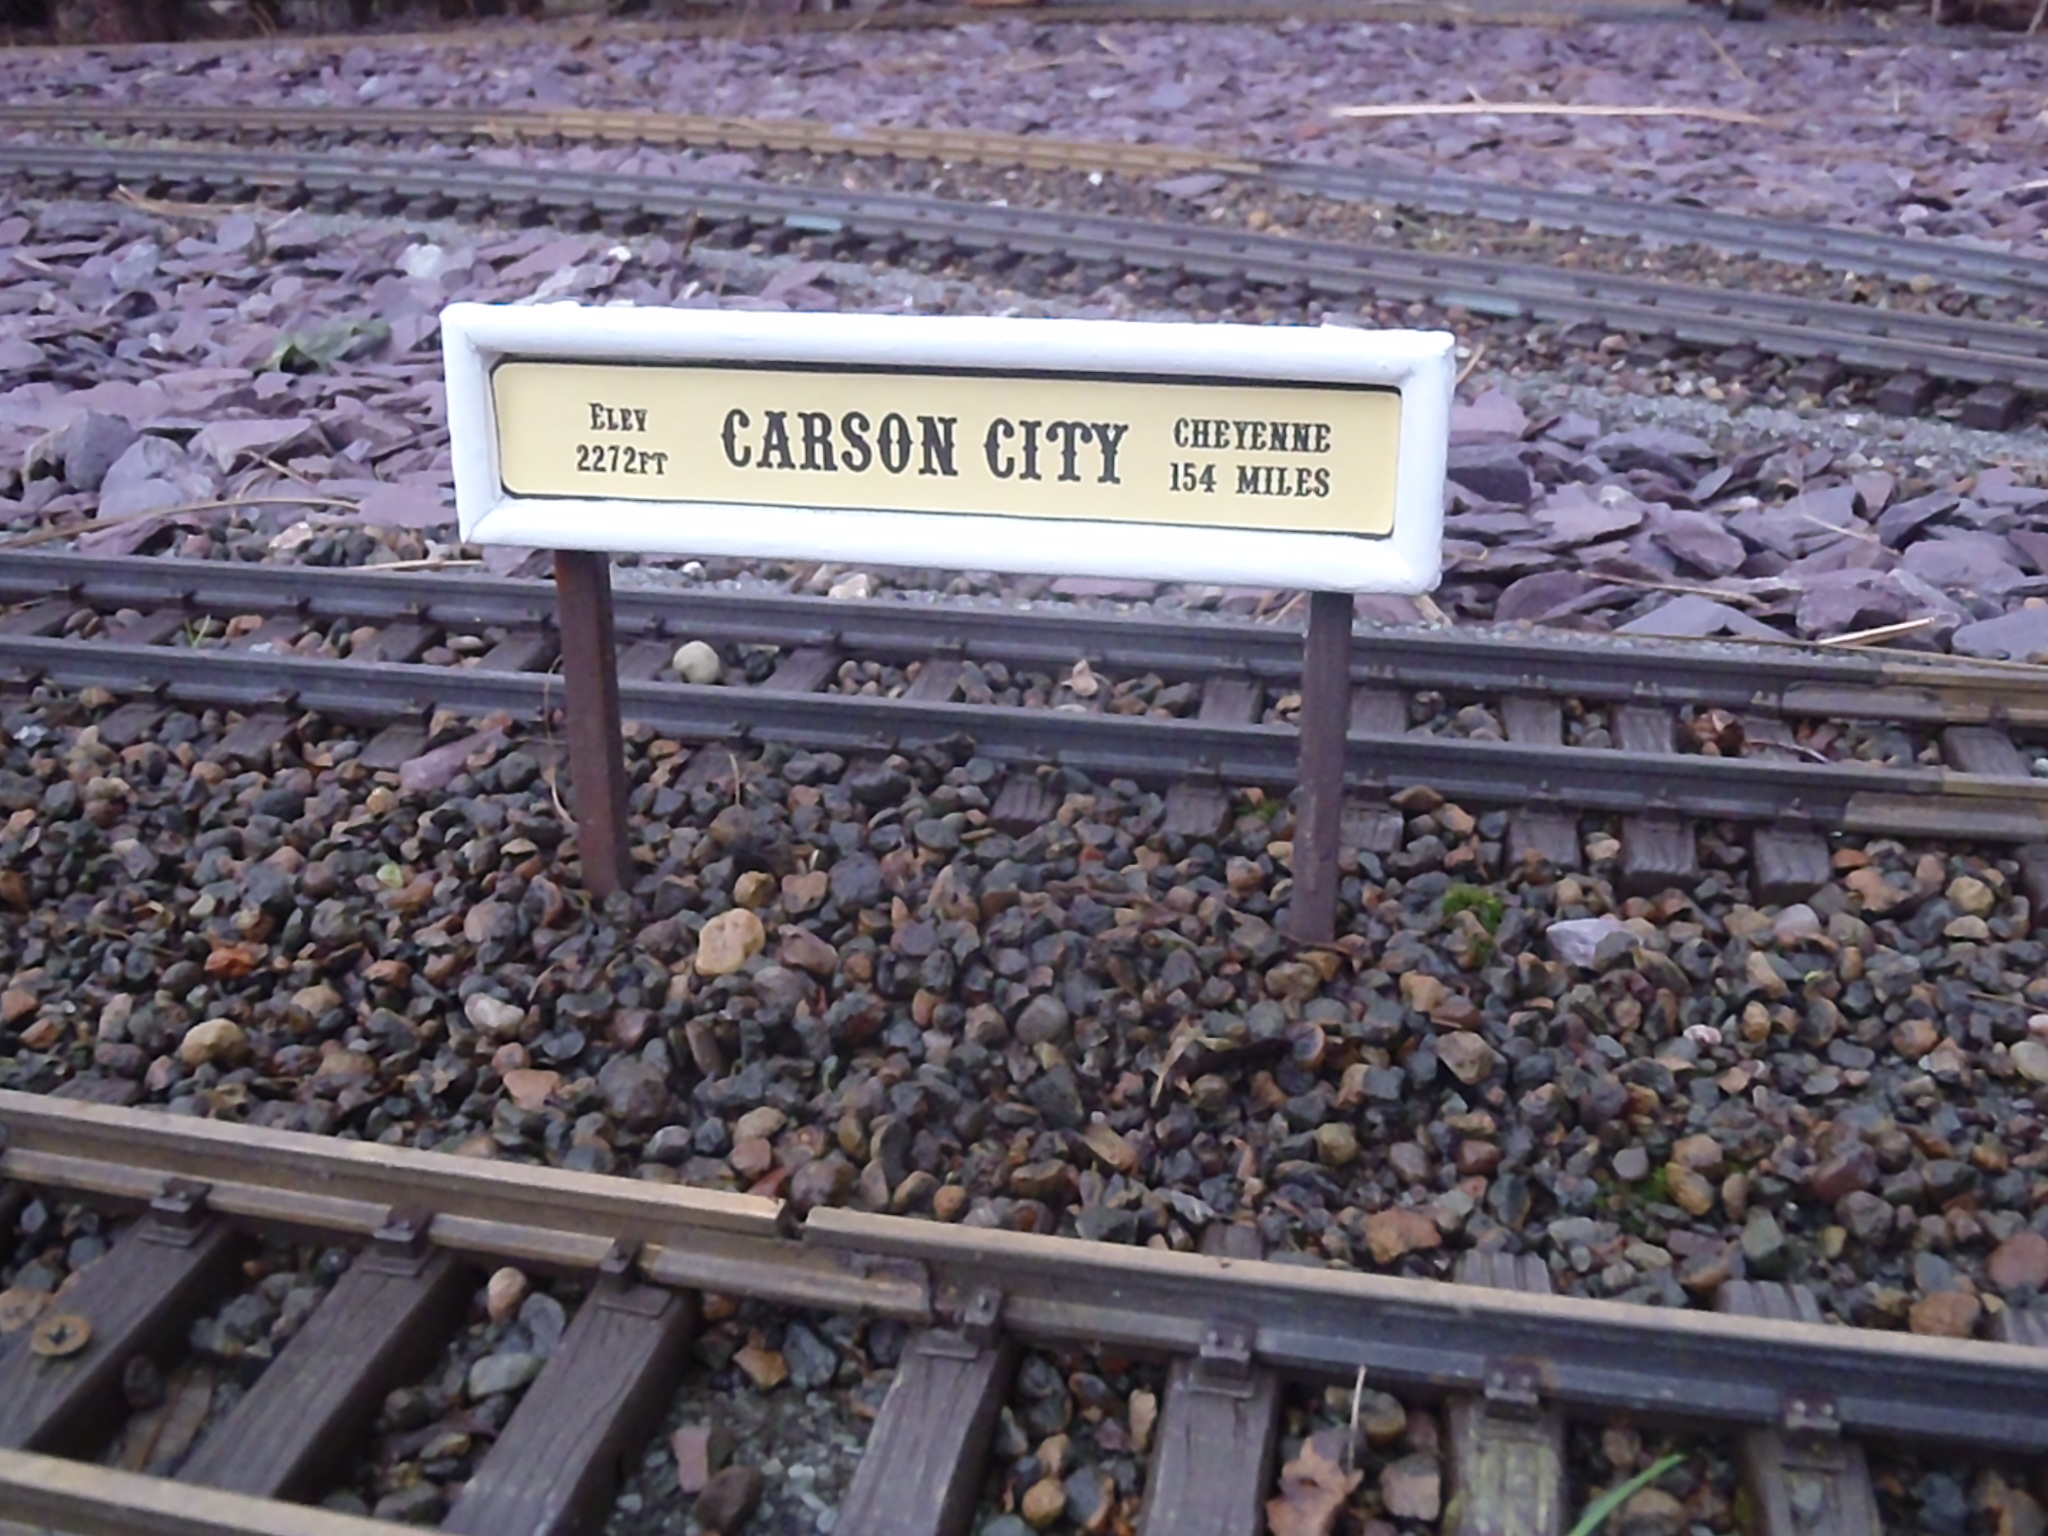 Elev
2272ft
CARSON CITY
CHEYENNE
154 MILES